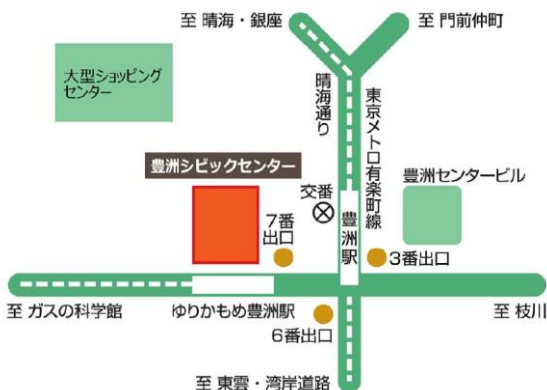 至 晴海・銀座
至 門前仲町
大型ショッピング
センター
晴海通り
東京メトロ有楽町線
豊洲シビックセンター
豊洲センタービル
交番
7番
出口
豊洲駅
3番出口
至 ガスの科学館
ゆりかもめ豊洲駅
至 枝川
6番出口
至 東雲・湾岸道路